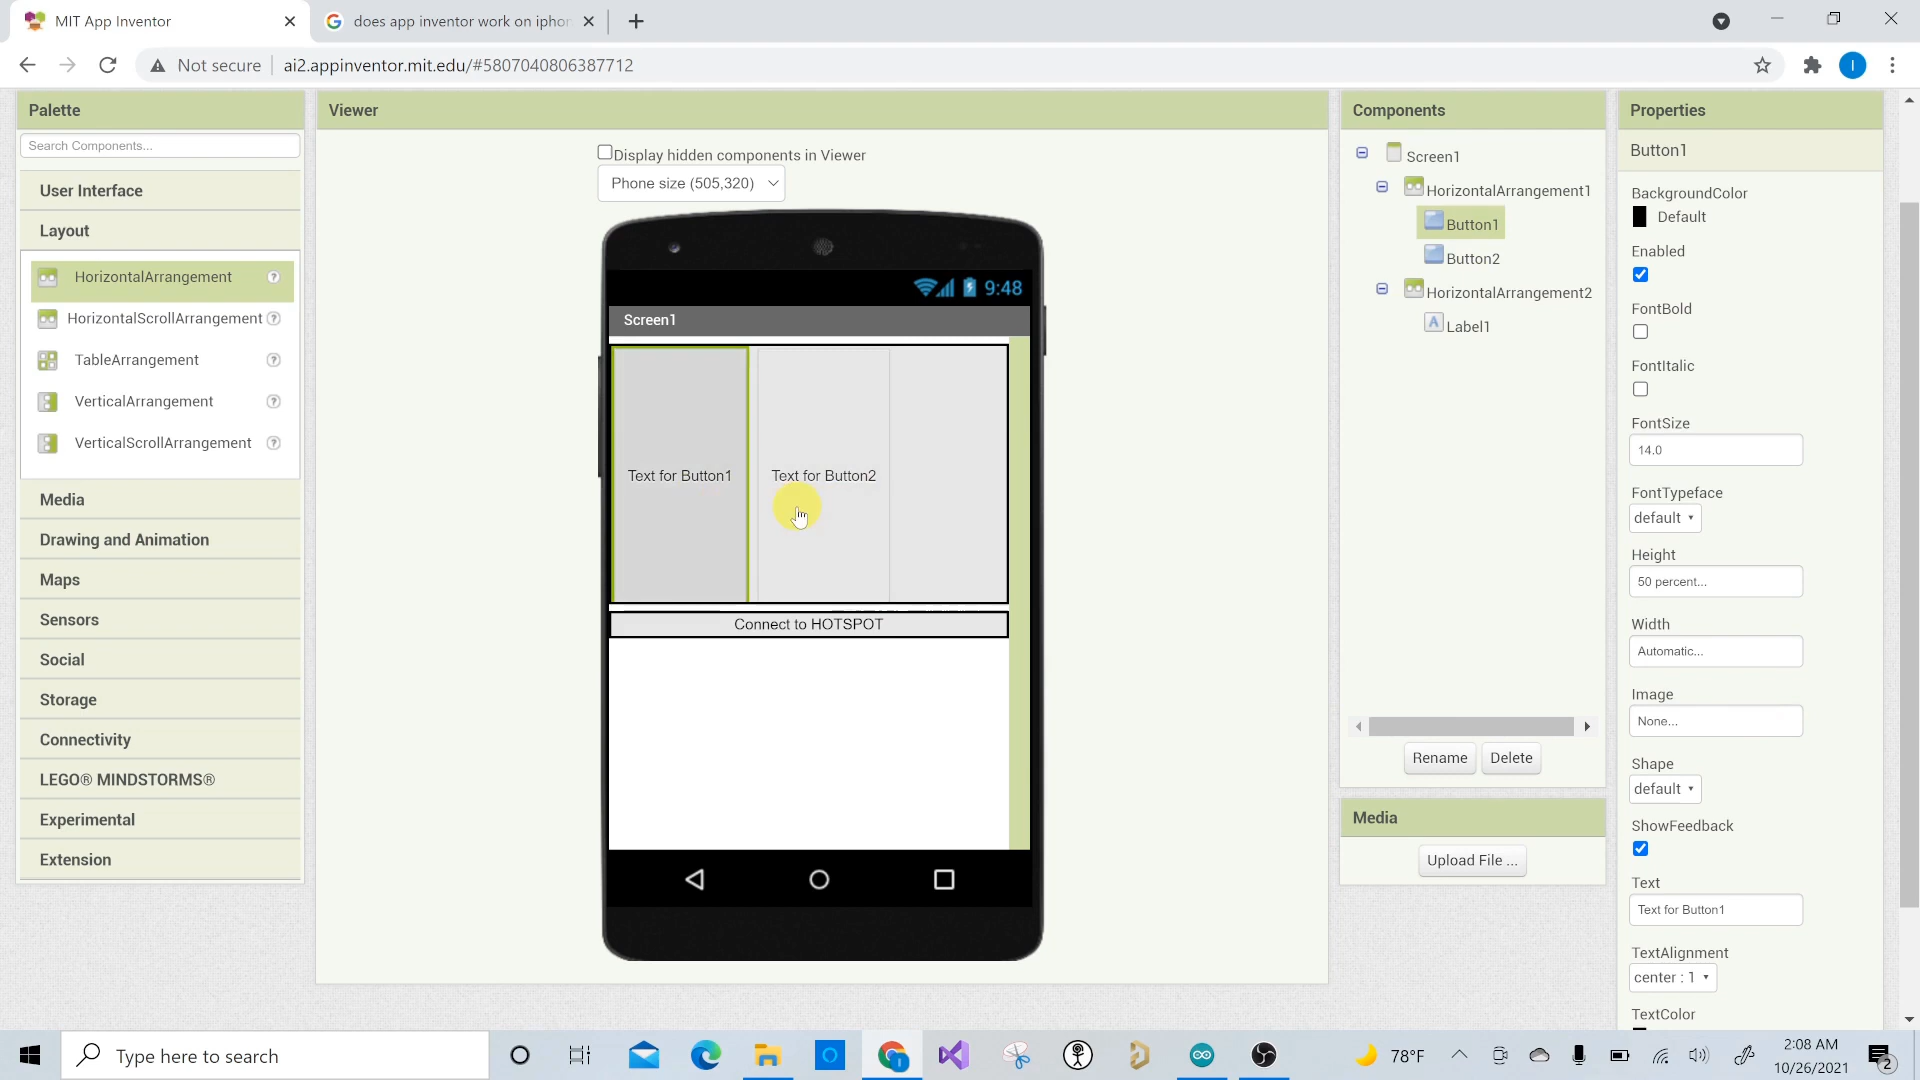 MIT App Inventor
does app inventor work on iphon
Not secure
ai2.appinventor.mit.edu/#5807040806387712
I
Palette
Search Components...
User Interface
Layout
HorizontalArrangement
?
HorizontalScrollArrangement
?
TableArrangement
?
VerticalArrangement
?
VerticalScrollArrangement
?
Media
Drawing and Animation
Maps
Sensors
Social
Storage
Connectivity
LEGO® MINDSTORMS®
Experimental
Extension
Viewer
Display hidden components in Viewer
Phone size (505,320)
9:48
Screen1
Text for Button1
Text for Button2
Connect to HOTSPOT
Components
Screen1
HorizontalArrangement1
Button1
Button2
HorizontalArrangement2
A Label1
Rename
Delete
Media
Upload File ...
Properties
Button1
BackgroundColor
Default
Enabled
FontBold
FontItalic
FontSize
14.0
FontTypeface
default
Height
50 percent...
Width
Automatic...
Image
None...
Shape
default
ShowFeedback
Text
Text for Button1
TextAlignment
center : 1
TextColor
Type here to search
78°F
2:08 AM
10/26/2021
2